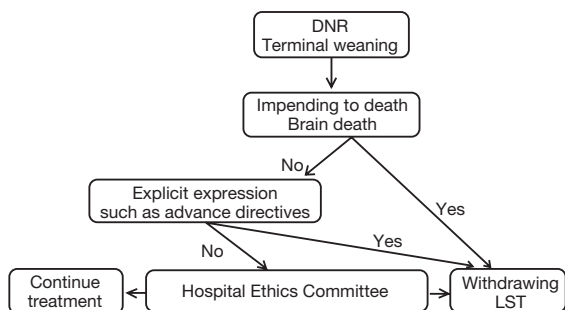 DNR
Terminal weaning
Impending to death
Brain death
No
Yes
Explicit expression
such as advance directives
No
Yes
Continue
treatment
Hospital Ethics Committee
Withdrawing
LST